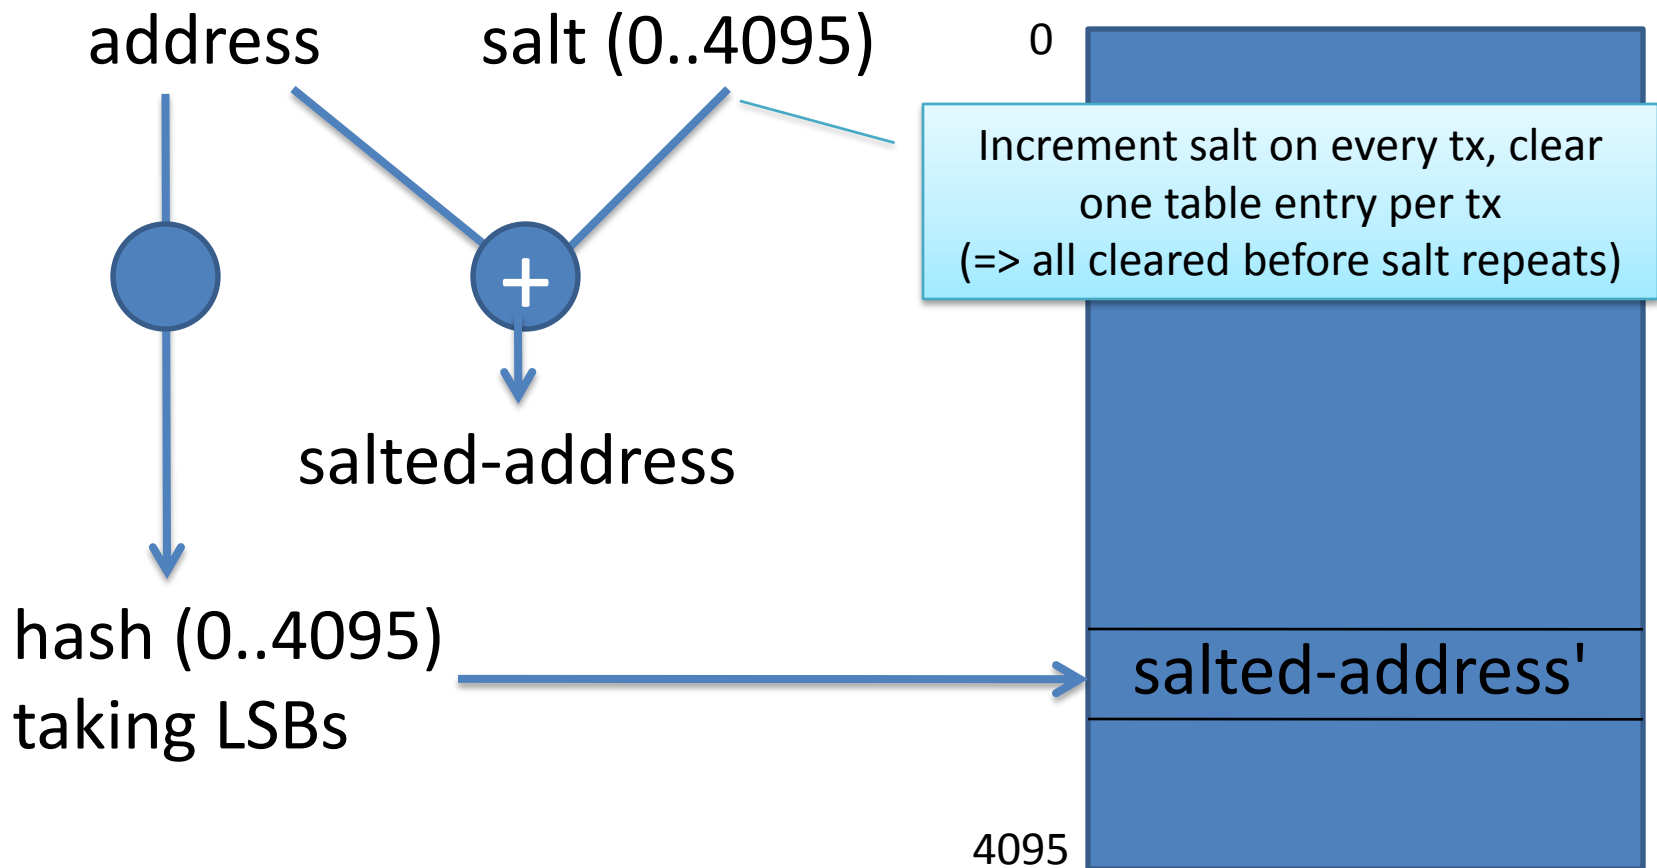 address
salt (0..4095)
0
Increment salt on every tx, clear
one table entry per tx
(=> all cleared before salt repeats)
+
salted-address
hash (0..4095)
taking LSBs
salted-address'
4095